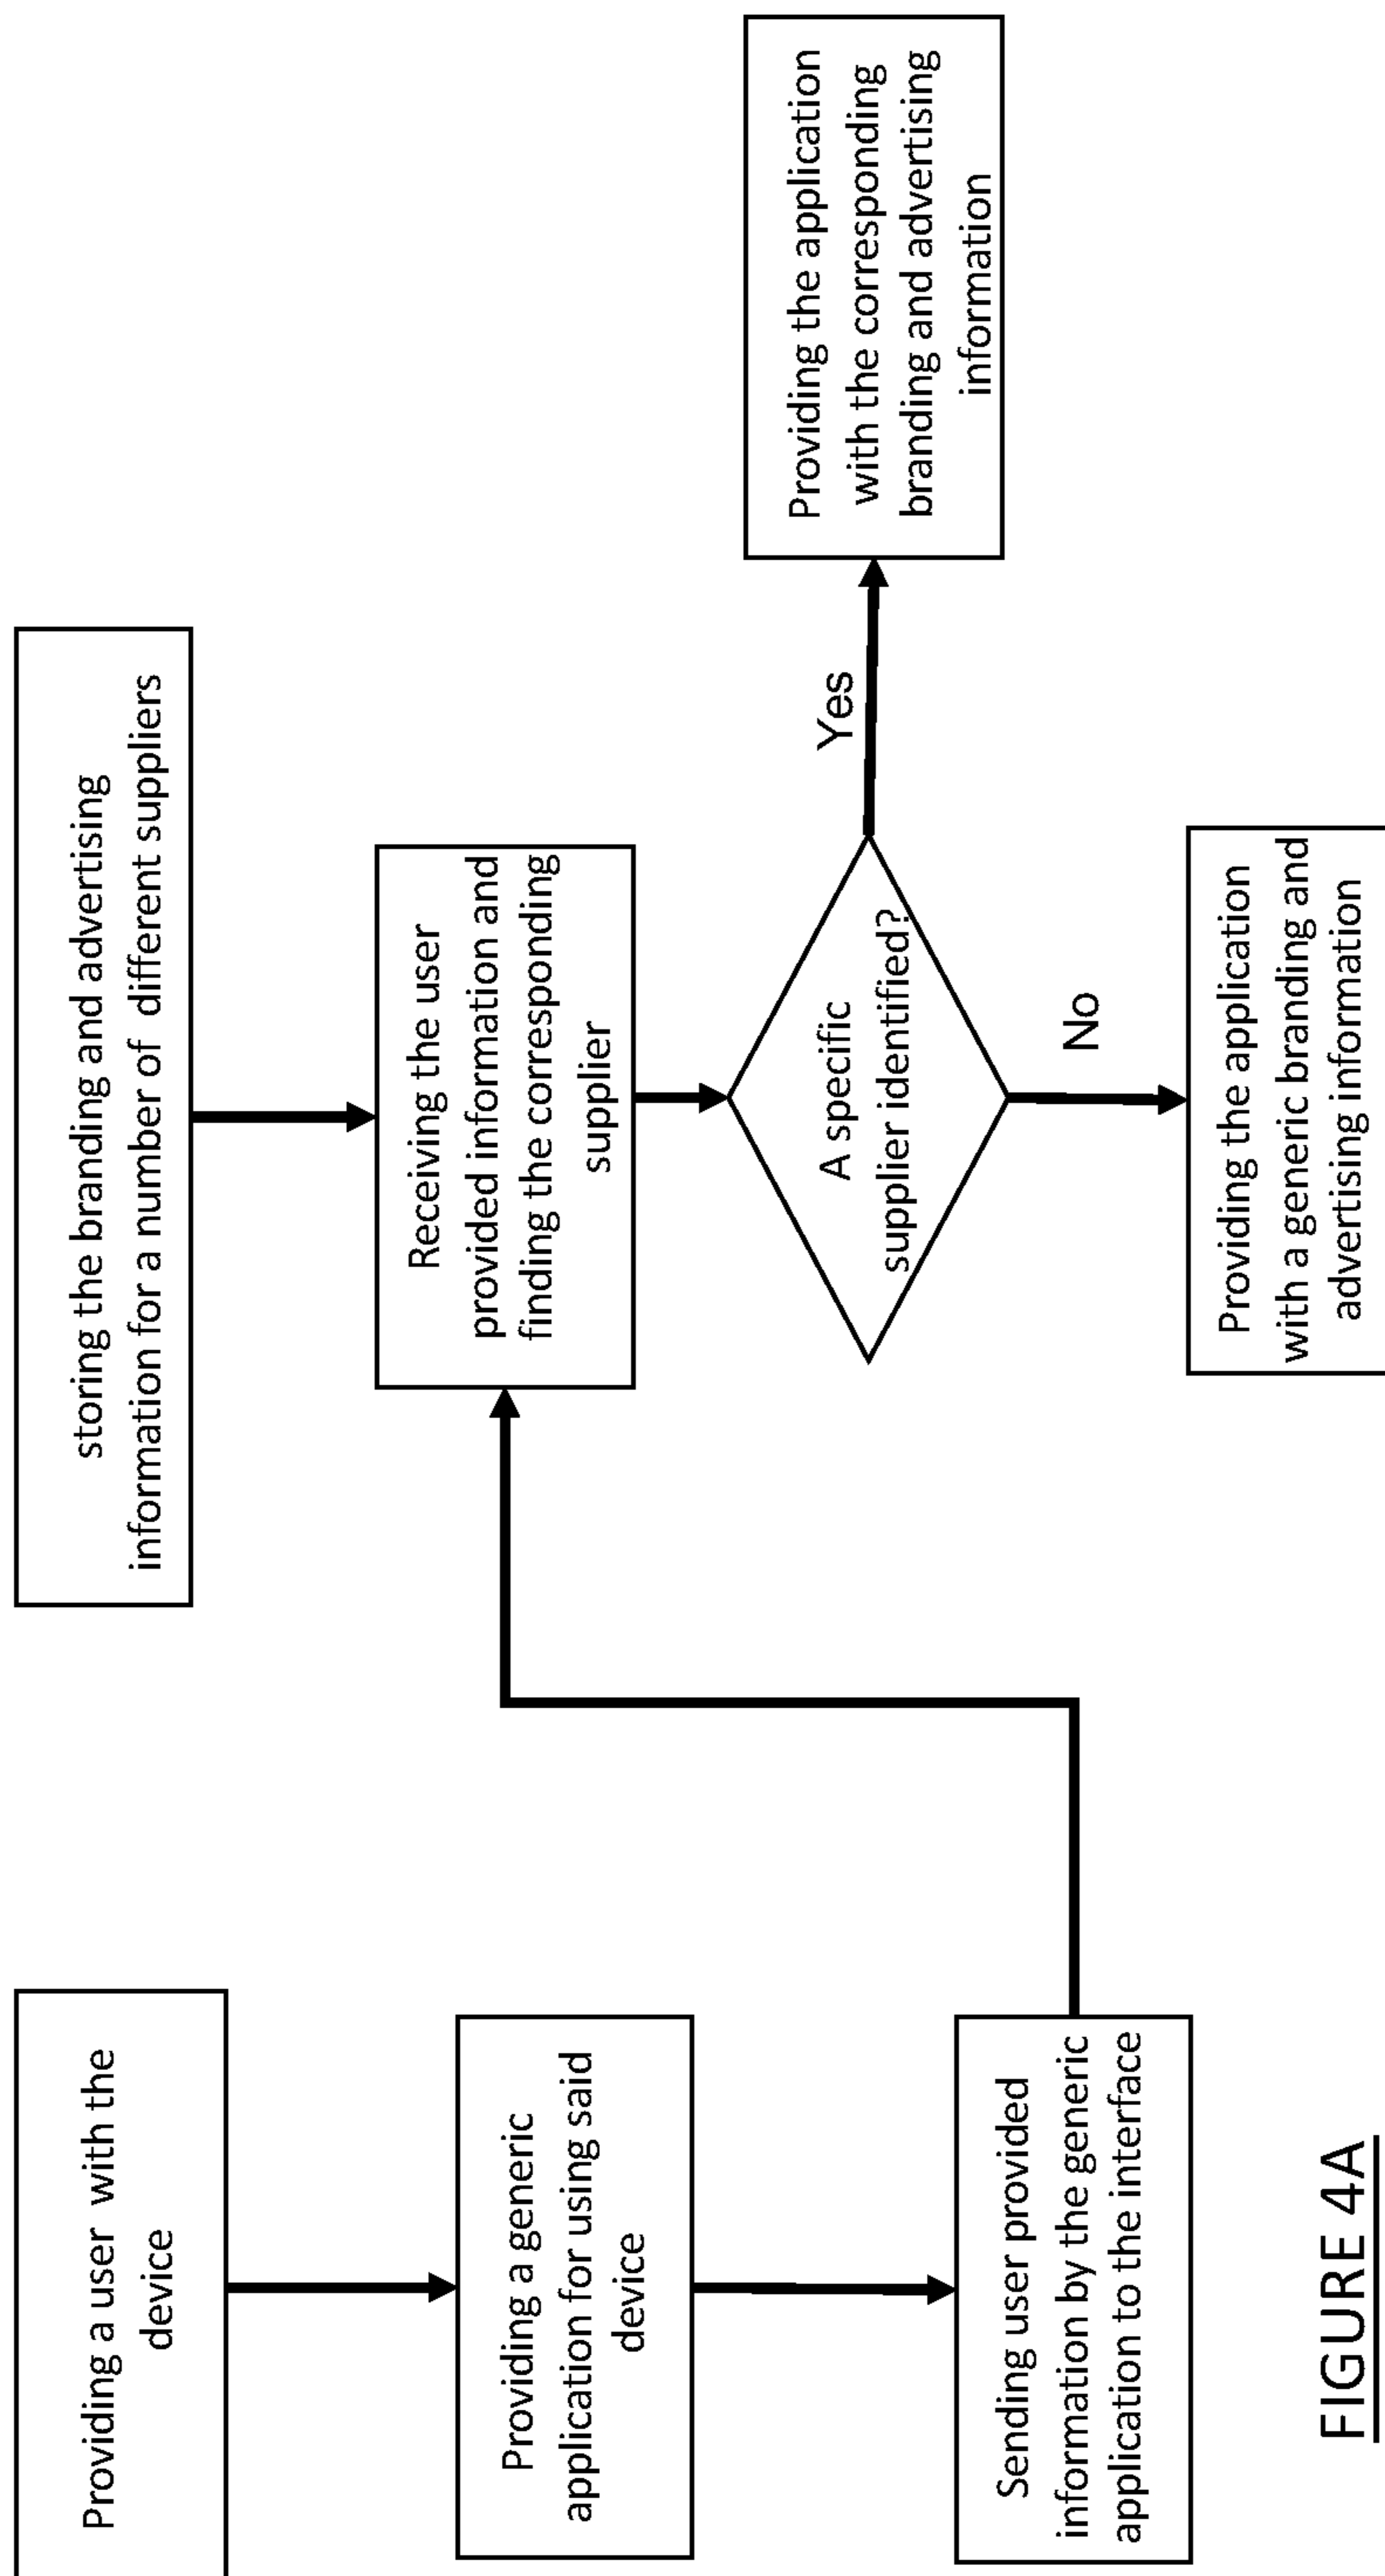 Providing a user  with the
device
Providing a generic
application for using said
device
Sending user provided
information by the generic
application to the interface
storing the branding and advertising
information for a number of  different suppliers
Receiving the user
provided information and
finding the corresponding
supplier
A specific
supplier identified?
Yes
No
Providing the application
with the corresponding
branding and advertising
information
Providing the application
with a generic branding and
advertising information
FIGURE 4A